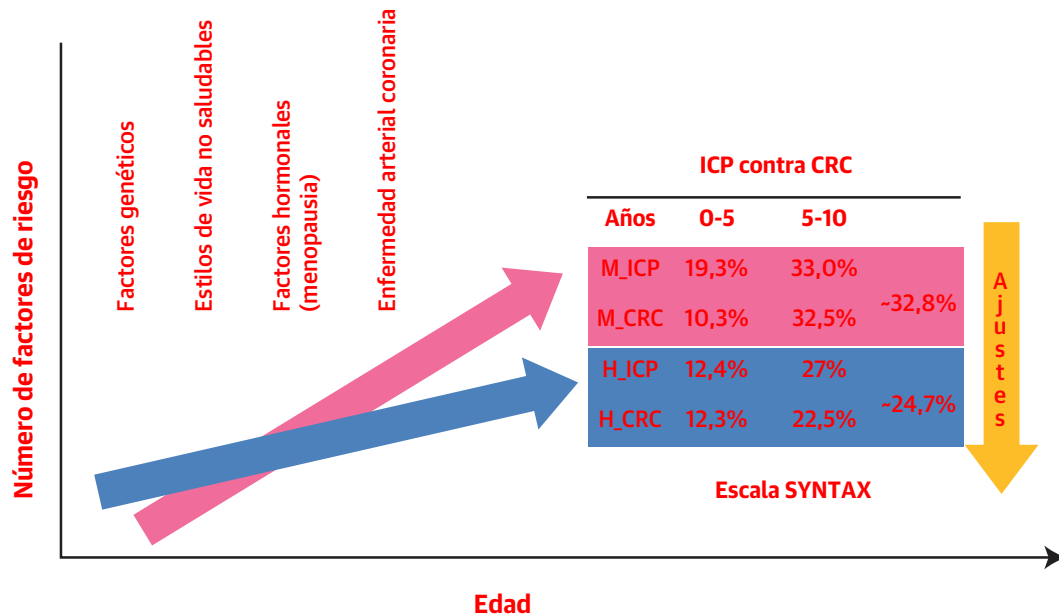 Número de factores de riesgo
Factores genéticos
Estilos de vida no saludables
Factores hormonales
(menopausia)
Enfermedad arterial coronaria
ICP contra CRC
Años 0-5 5-10
M_ICP 19,3% 33,0%
~32,8%
M_CRC 10,3% 32,5%
H_ICP 12,4% 27%
~24,7%
H_CRC 12,3% 22,5%
Escala SYNTAX
Ajustes
Edad